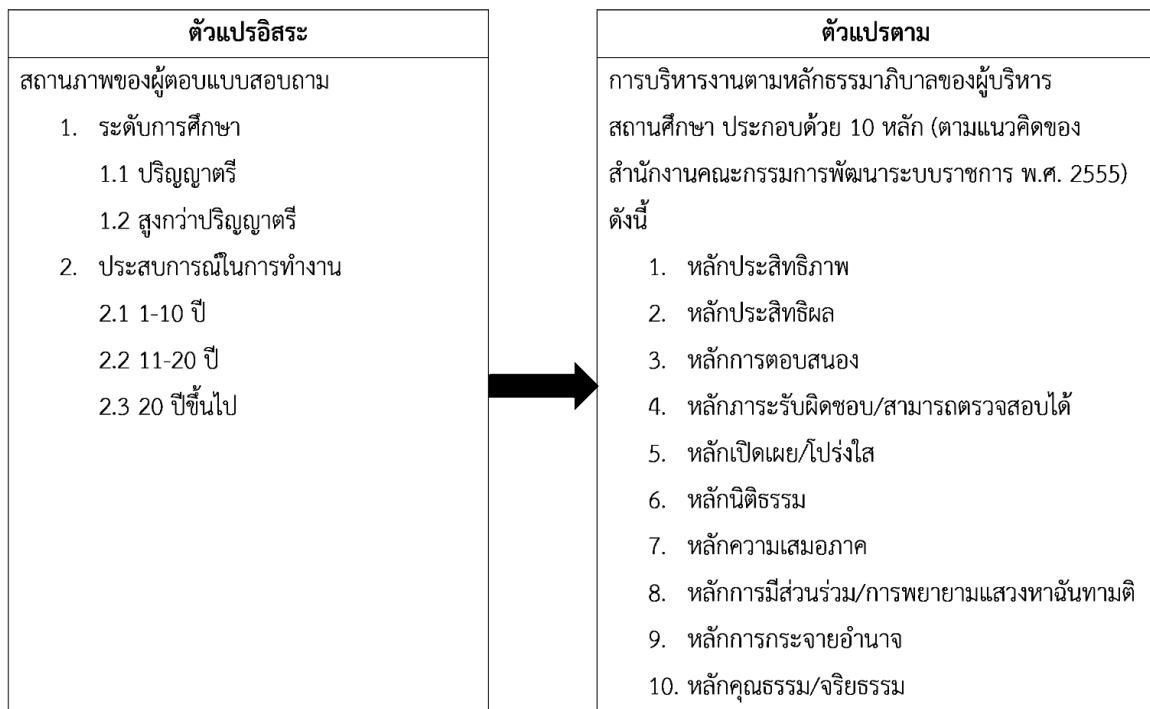 ตัวแปรอิสระ
สถานภาพของผู้ตอบแบบสอบถาม
1. ระดับการศึกษา
1.1 ปริญญาตรี
1.2 สูงกว่าปริญญาตรี
2. ประสบการณ์ในการทำงาน
2.1 1-10 ปี
2.2 11-20 ปี
2.3 20 ปีขึ้นไป
ตัวแปรตาม
การบริหารงานตามหลักธรรมาภิบาลของผู้บริหาร
สถานศึกษา ประกอบด้วย 10 หลัก (ตามแนวคิดของ
สำนักงานคณะกรรมการพัฒนาระบบราชการ พ.ศ. 2555)
ดังนี้
1. หลักประสิทธิภาพ
2. หลักประสิทธิผล
3. หลักการตอบสนอง
4. หลักภาระรับผิดชอบ/สามารถตรวจสอบได้
5. หลักเปิดเผย/โปร่งใส
6. หลักนิติธรรม
7. หลักความเสมอภาค
8. หลักการมีส่วนร่วม/การพยายามแสวงหาฉันทามติ
9. หลักการกระจายอำนาจ
10. หลักคุณธรรม/จริยธรรม